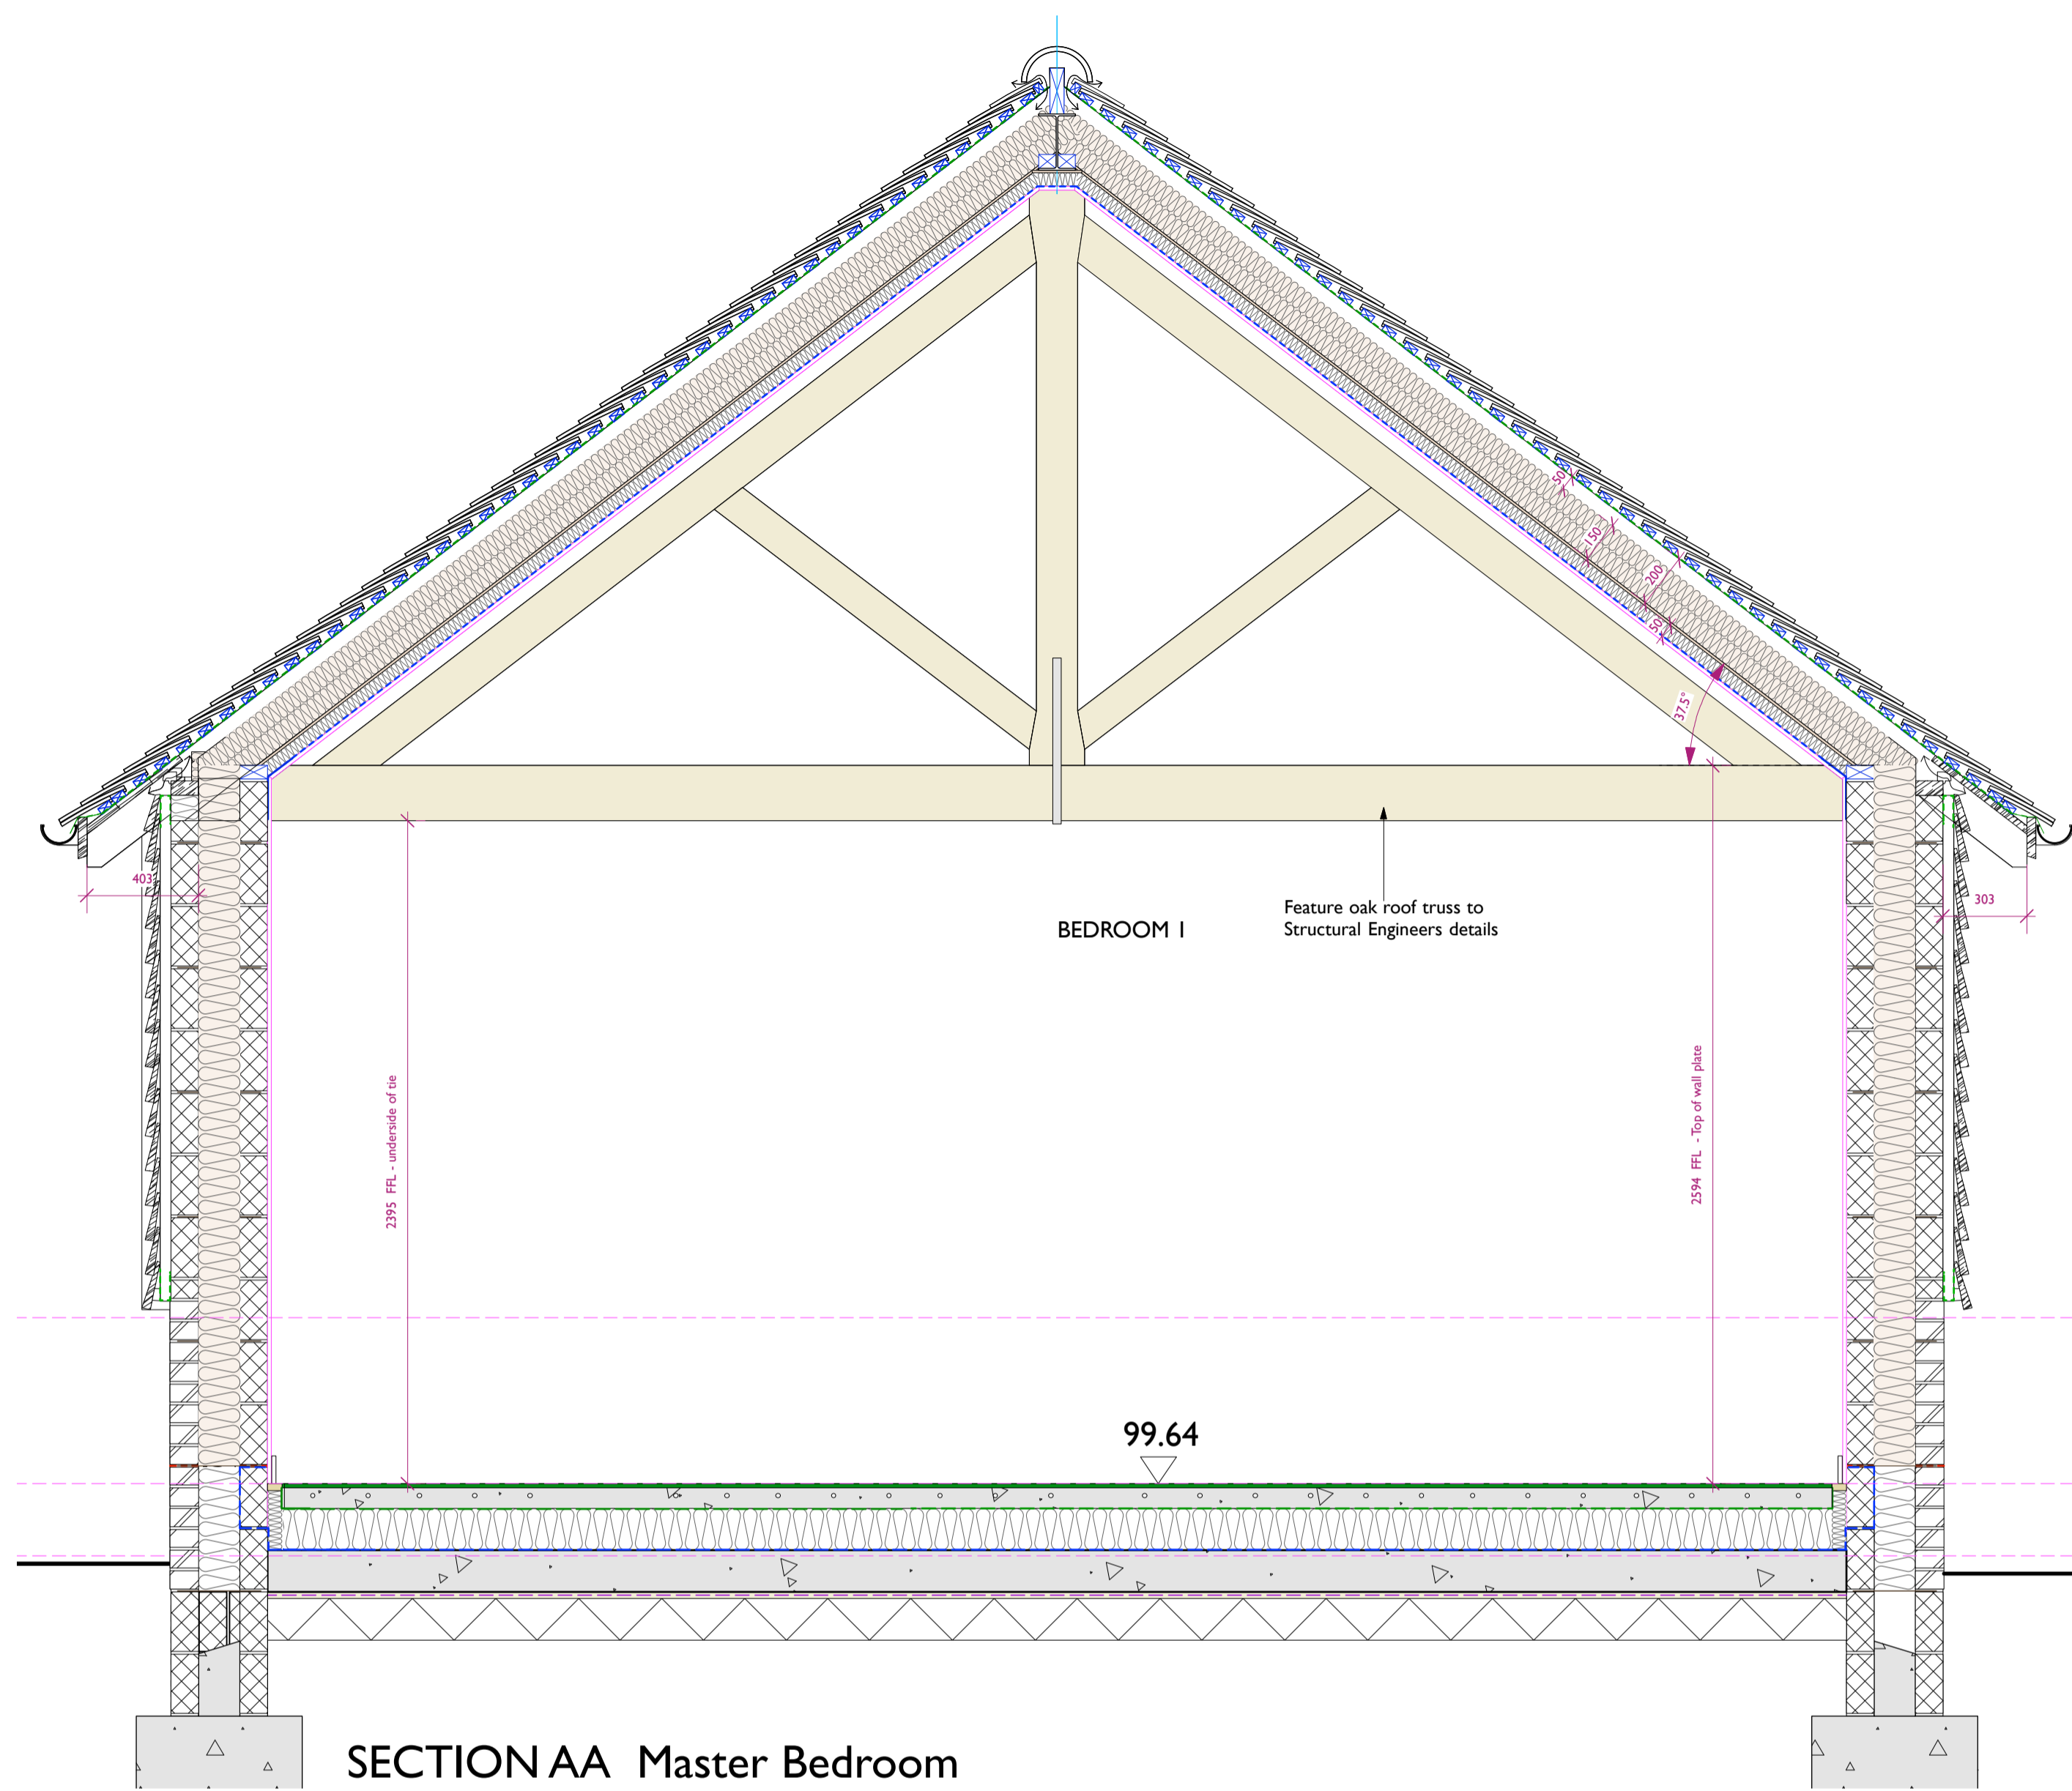 50
150
200
50
37.5°
403
303
Feature oak roof truss to
Structural Engineers details
BEDROOM 1
2395 FFL - underside of tie
2594 FFL - Top of wall plate
99.64
SECTION AA Master Bedroom